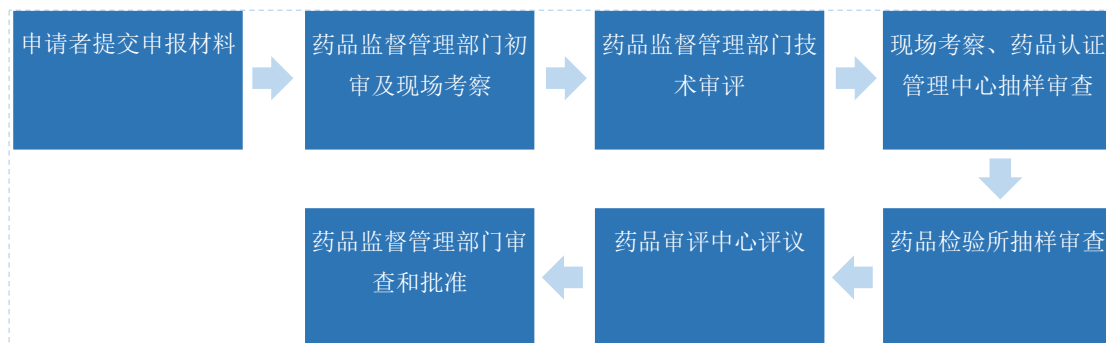 申请者提交申报材料
药品监督管理部门初
审及现场考察
药品监督管理部门技
术审评
现场考察、药品认证
管理中心抽样审查
药品检验所抽样审查
药品审评中心评议
药品监督管理部门审
查和批准